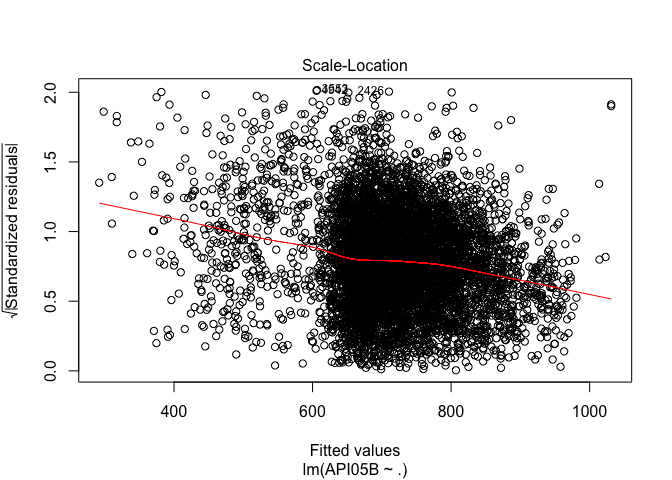 Scale-Location
2426
2.0
1.5
1.0
0.5
0.0
√|Standardized residuals|
400
600
800
1000
Fitted values
lm(API05B ~ .)